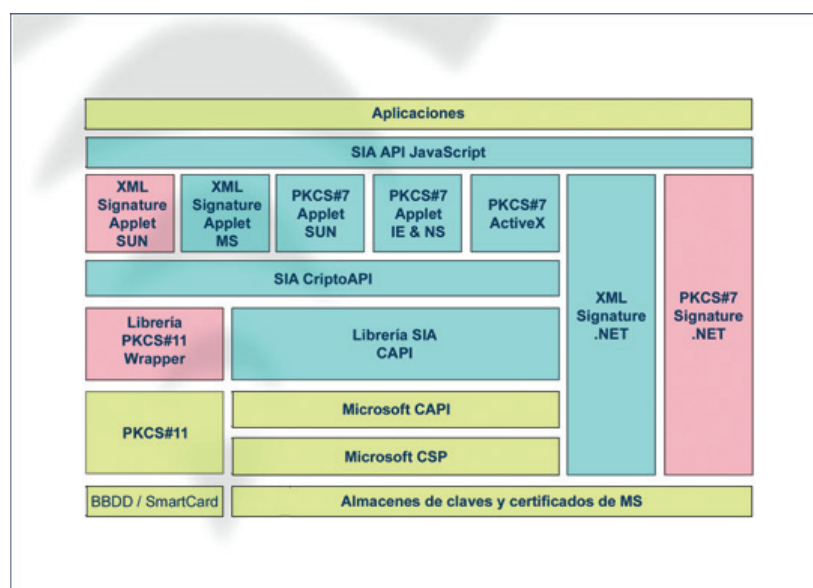 Aplicaciones
SIA API JavaScript
XML
Signature
Applet
SUN
XML
Signature
Applet
MS
PKCS#7
Applet
SUN
PKCS#7
Applet
IE & NS
PKCS#7
ActiveX
SIA CriptoAPI
XML
Signature
.NET
PKCS#7
Signature
.NET
Librería
PKCS#11
Wrapper
Librería SIA
CAPI
PKCS#11
Microsoft CAPI
Microsoft CSP
BBDD / SmartCard
Almacenes de claves y certificados de MS